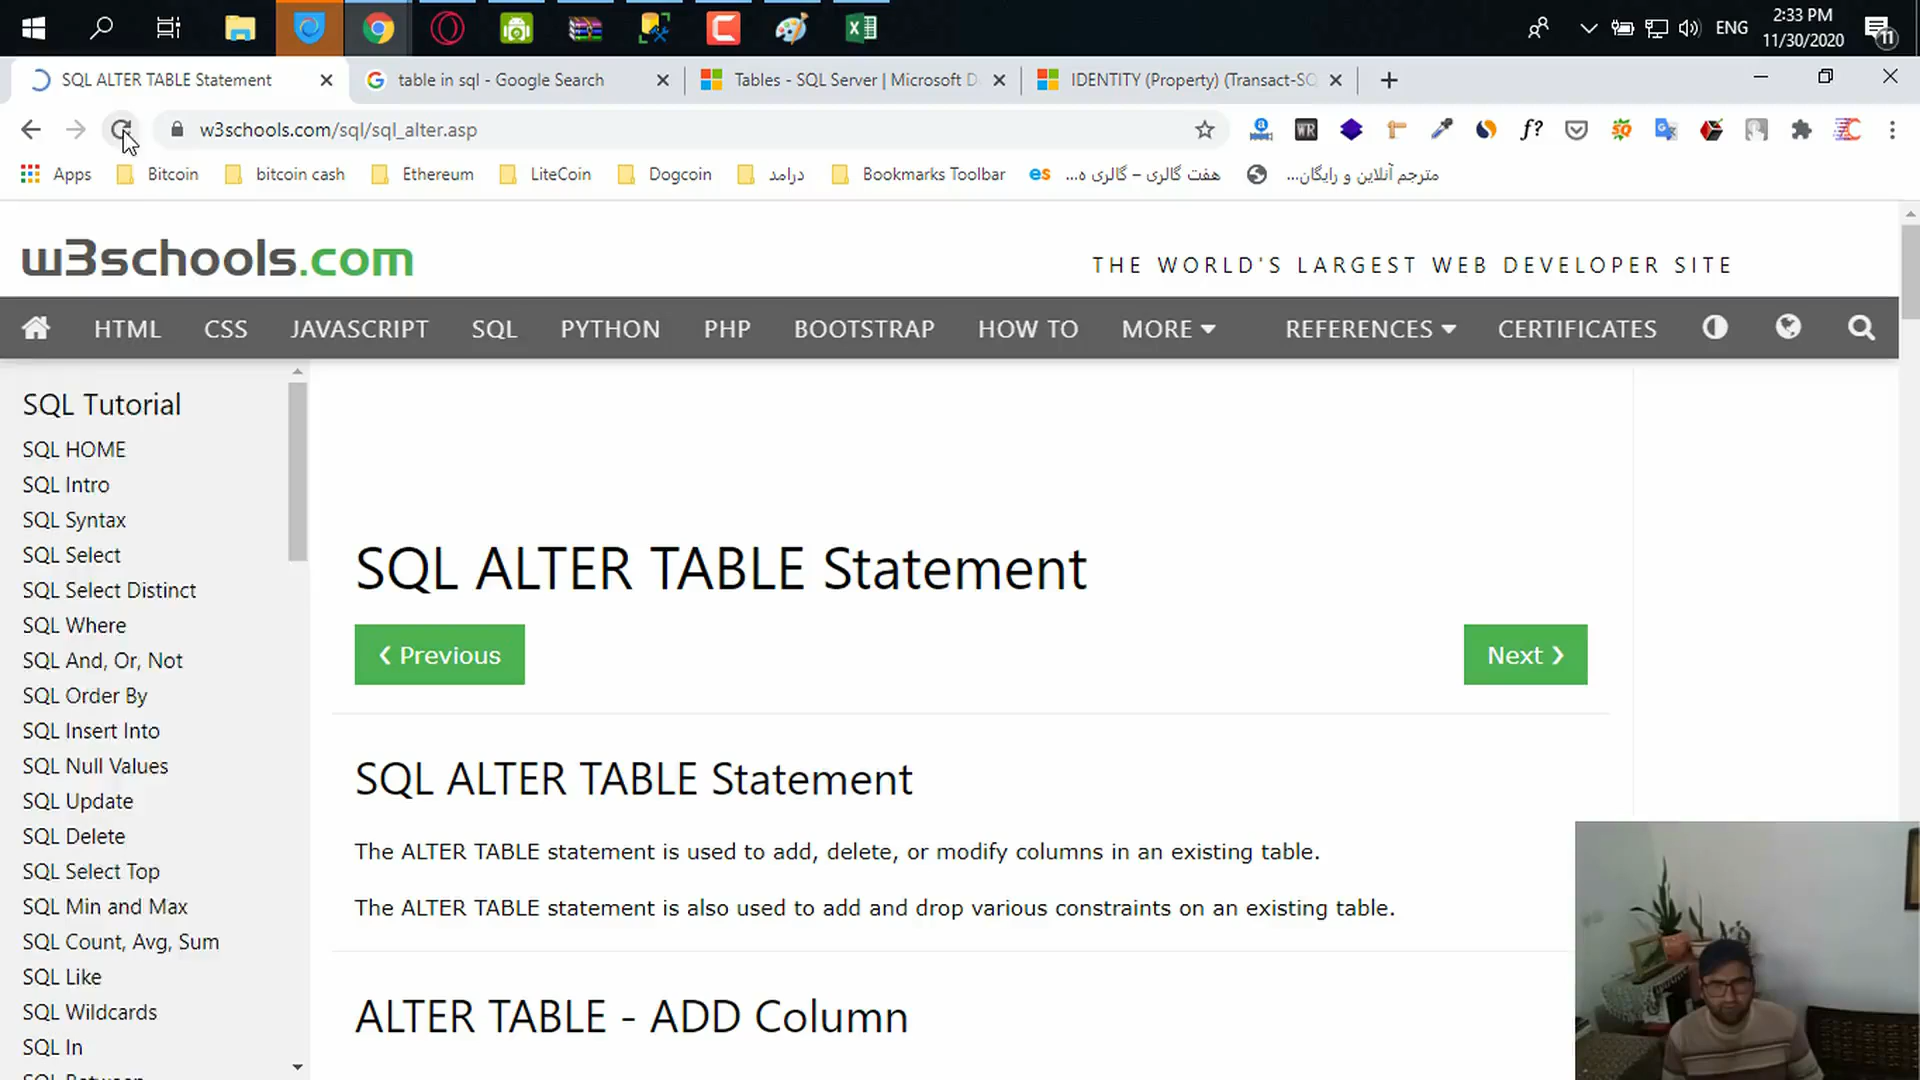 ENG
2:33 PM
11/30/2020
11
SQL ALTER TABLE Statement
table in sql - Google Search
Tables - SQL Server | Microsoft D
IDENTITY (Property) (Transact-SQ
w3schools.com/sql/sql_alter.asp
Apps
Bitcoin
bitcoin cash
Ethereum
LiteCoin
Dogcoin
درامد
Bookmarks Toolbar
es
هفت گالری – گالری ه...
مترجم آنلاین و رایگان...
w3schools.com
THE WORLD'S LARGEST WEB DEVELOPER SITE
HTML
CSS
JAVASCRIPT
SQL
PYTHON
PHP
BOOTSTRAP
HOW TO
MORE
REFERENCES
CERTIFICATES
SQL Tutorial
SQL HOME
SQL Intro
SQL Syntax
SQL Select
SQL Select Distinct
SQL Where
SQL And, Or, Not
SQL Order By
SQL Insert Into
SQL Null Values
SQL Update
SQL Delete
SQL Select Top
SQL Min and Max
SQL Count, Avg, Sum
SQL Like
SQL Wildcards
SQL In
SQL Between
SQL ALTER TABLE Statement
❮ Previous
Next ❯
SQL ALTER TABLE Statement
The ALTER TABLE statement is used to add, delete, or modify columns in an existing table.
The ALTER TABLE statement is also used to add and drop various constraints on an existing table.
ALTER TABLE - ADD Column